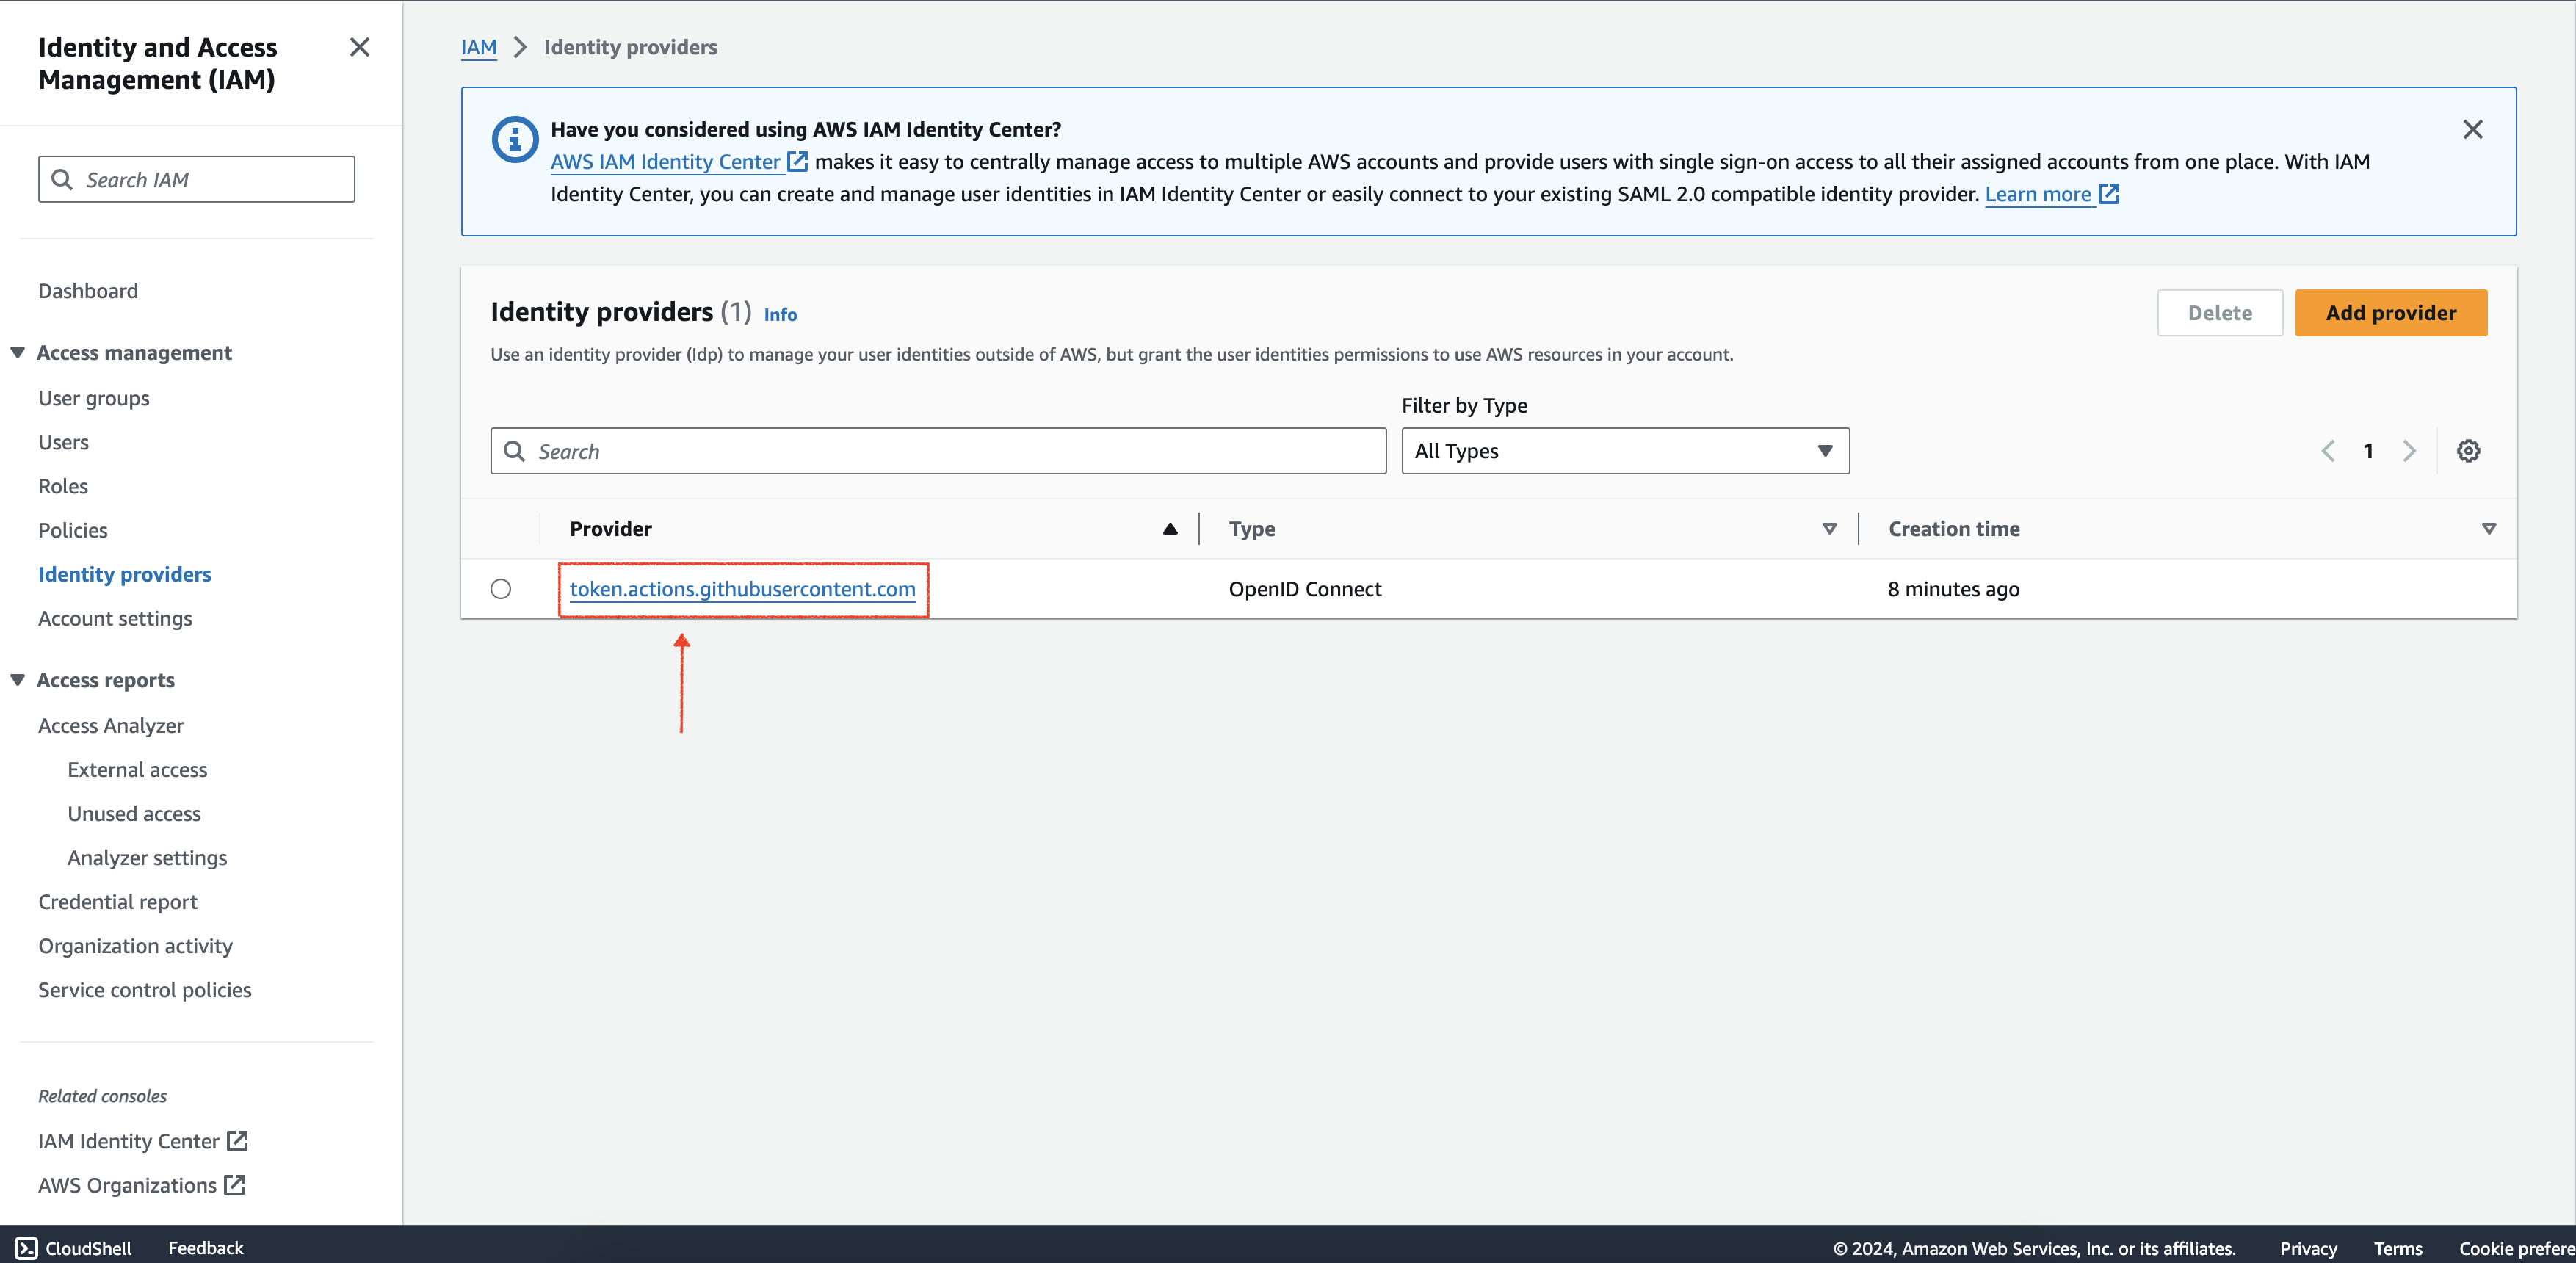 Identity and Access
Management (IAM)
Search IAM
Dashboard
Access management
User groups
Users
Roles
Policies
Identity providers
Account settings
Access reports
Access Analyzer
External access
Unused access
Analyzer settings
Credential report
Organization activity
Service control policies
Related consoles
IAM Identity Center
AWS Organizations
IAM > Identity providers
Have you considered using AWS IAM Identity Center?
AWS IAM Identity Center makes it easy to centrally manage access to multiple AWS accounts and provide users with single sign-on access to all their assigned accounts from one place. With IAM
Identity Center, you can create and manage user identities in IAM Identity Center or easily connect to your existing SAML 2.0 compatible identity provider. Learn more
Identity providers (1) Info
Delete
Add provider
Use an identity provider (Idp) to manage your user identities outside of AWS, but grant the user identities permissions to use AWS resources in your account.
Filter by Type
Search
All Types
1
Provider Type Creation time
token.actions.githubusercontent.com OpenID Connect 8 minutes ago
CloudShell Feedback © 2024, Amazon Web Services, Inc. or its affiliates. Privacy Terms Cookie prefere